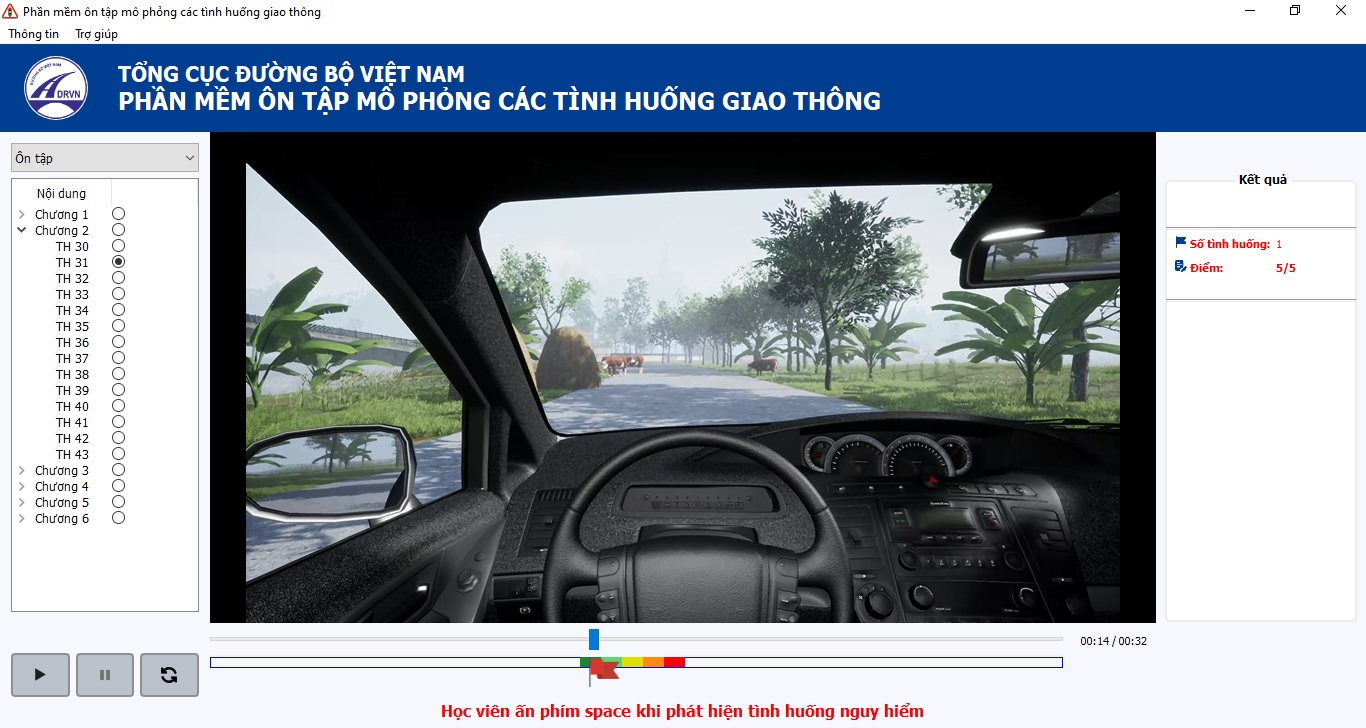 Phần mềm ôn tập mô phỏng các tình huống giao thông
Thông tin Trợ giúp
ĐƯỜNG BỘ VIỆT NAM
DRVN
TỔNG CỤC ĐƯỜNG BỘ VIỆT NAM
PHẦN MỀM ÔN TẬP MÔ PHỎNG CÁC TÌNH HUỐNG GIAO THÔNG
Ôn tập
Nội dung
Chương 1
Chương 2
TH 30
TH 31
TH 32
TH 33
TH 34
TH 35
TH 36
TH 37
TH 38
TH 39
TH 40
TH 41
TH 42
TH 43
Chương 3
Chương 4
Chương 5
Chương 6
Kết quả
Số tình huống: 1
Điểm: 5/5
00:14 / 00:32
Học viên ấn phím space khi phát hiện tình huống nguy hiểm